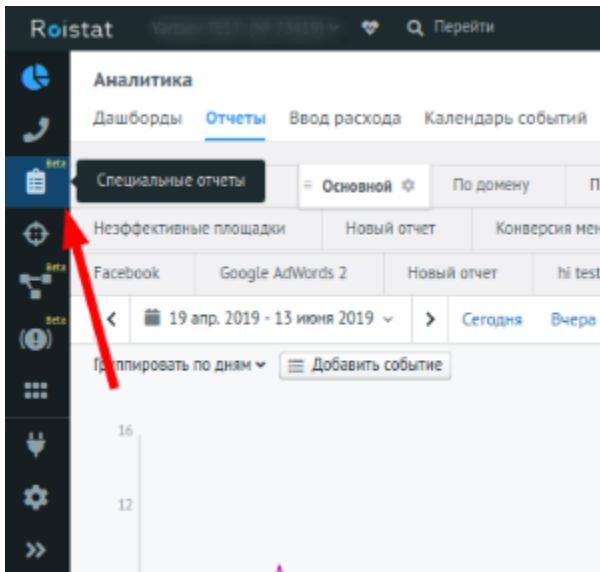 Roistat
Перейти
Аналитика
Дашборды Отчеты Ввод расхода Календарь событий
Beta
Специальные отчеты
Основной По домену П
Неэффективные площадки Новый отчет Конверсия мен
Beta
Facebook Google AdWords 2 Новый отчет hi test
Beta
19 апр. 2019 - 13 июня 2019 Сегодня Вчера
Группировать по дням Добавить событие
16
12